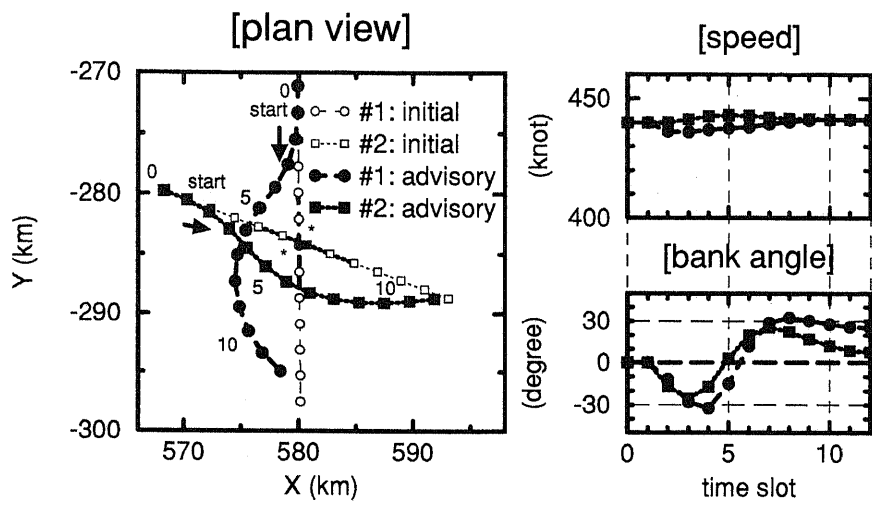 [plan view]
[speed]
-270
-280
-290
-300
Y (km)
570
580
590
X (km)
0
start
#1: initial
#2: initial
#1: advisory
#2: advisory
0
start
5
*
*
5
10
10
450
400
(knot)
[bank angle]
30
0
-30
(degree)
0
5
10
time slot